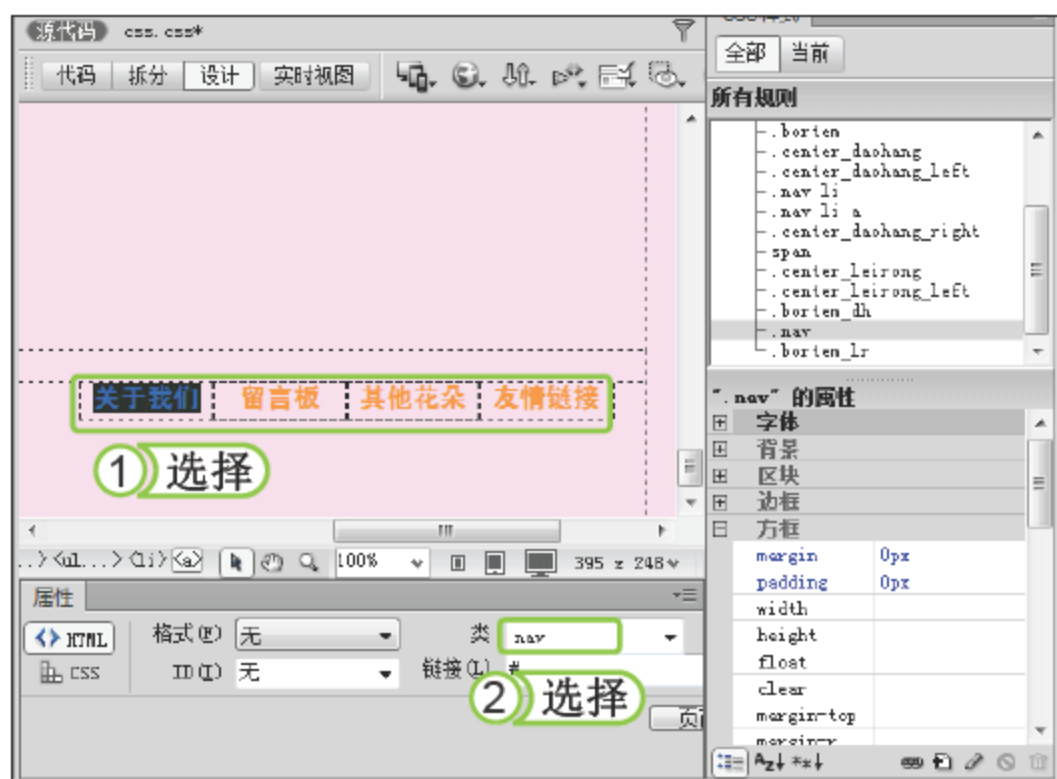 源代码 css.css*
代码 拆分 设计 实时视图
全部 当前
所有规则
.borten
.center_daohang
.center_daohang_left
.nav li
.nav li a
.center_daohang_right
span
.center_leirong
.center_leirong_left
.borten_dh
.nav
.borten_lr
关于我们 留言板 其他花朵 友情链接
① 选择
..><ul...><li><a> 100% 395 x 248
属性
HTML 格式(F) 无 类 nav
CSS ID(I) 无 链接(L) #
② 选择
".nav" 的属性
字体
背景
区块
边框
方框
margin 0px
padding 0px
width
height
float
clear
margin-top